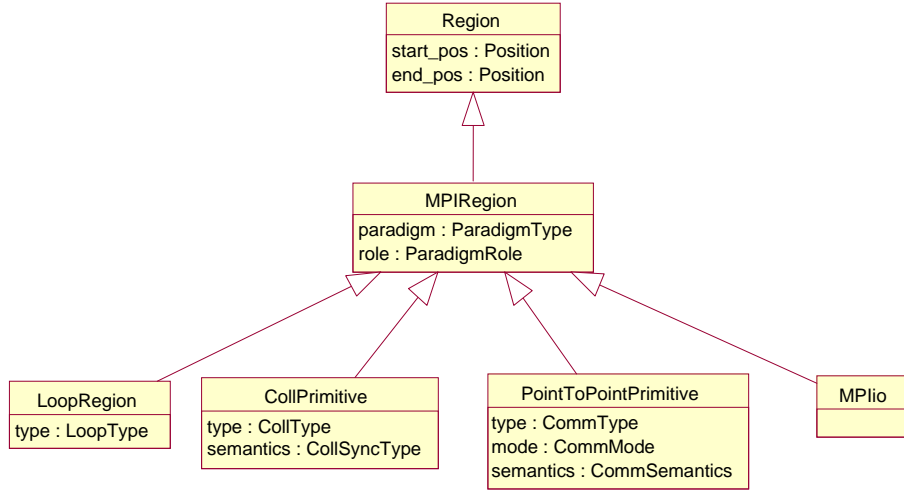 Region
start_pos : Position
end_pos : Position
MPIRegion
paradigm : ParadigmType
role : ParadigmRole
LoopRegion
type : LoopType
CollPrimitive
type : CollType
semantics : CollSyncType
PointToPointPrimitive
type : CommType
mode : CommMode
semantics : CommSemantics
MPIio